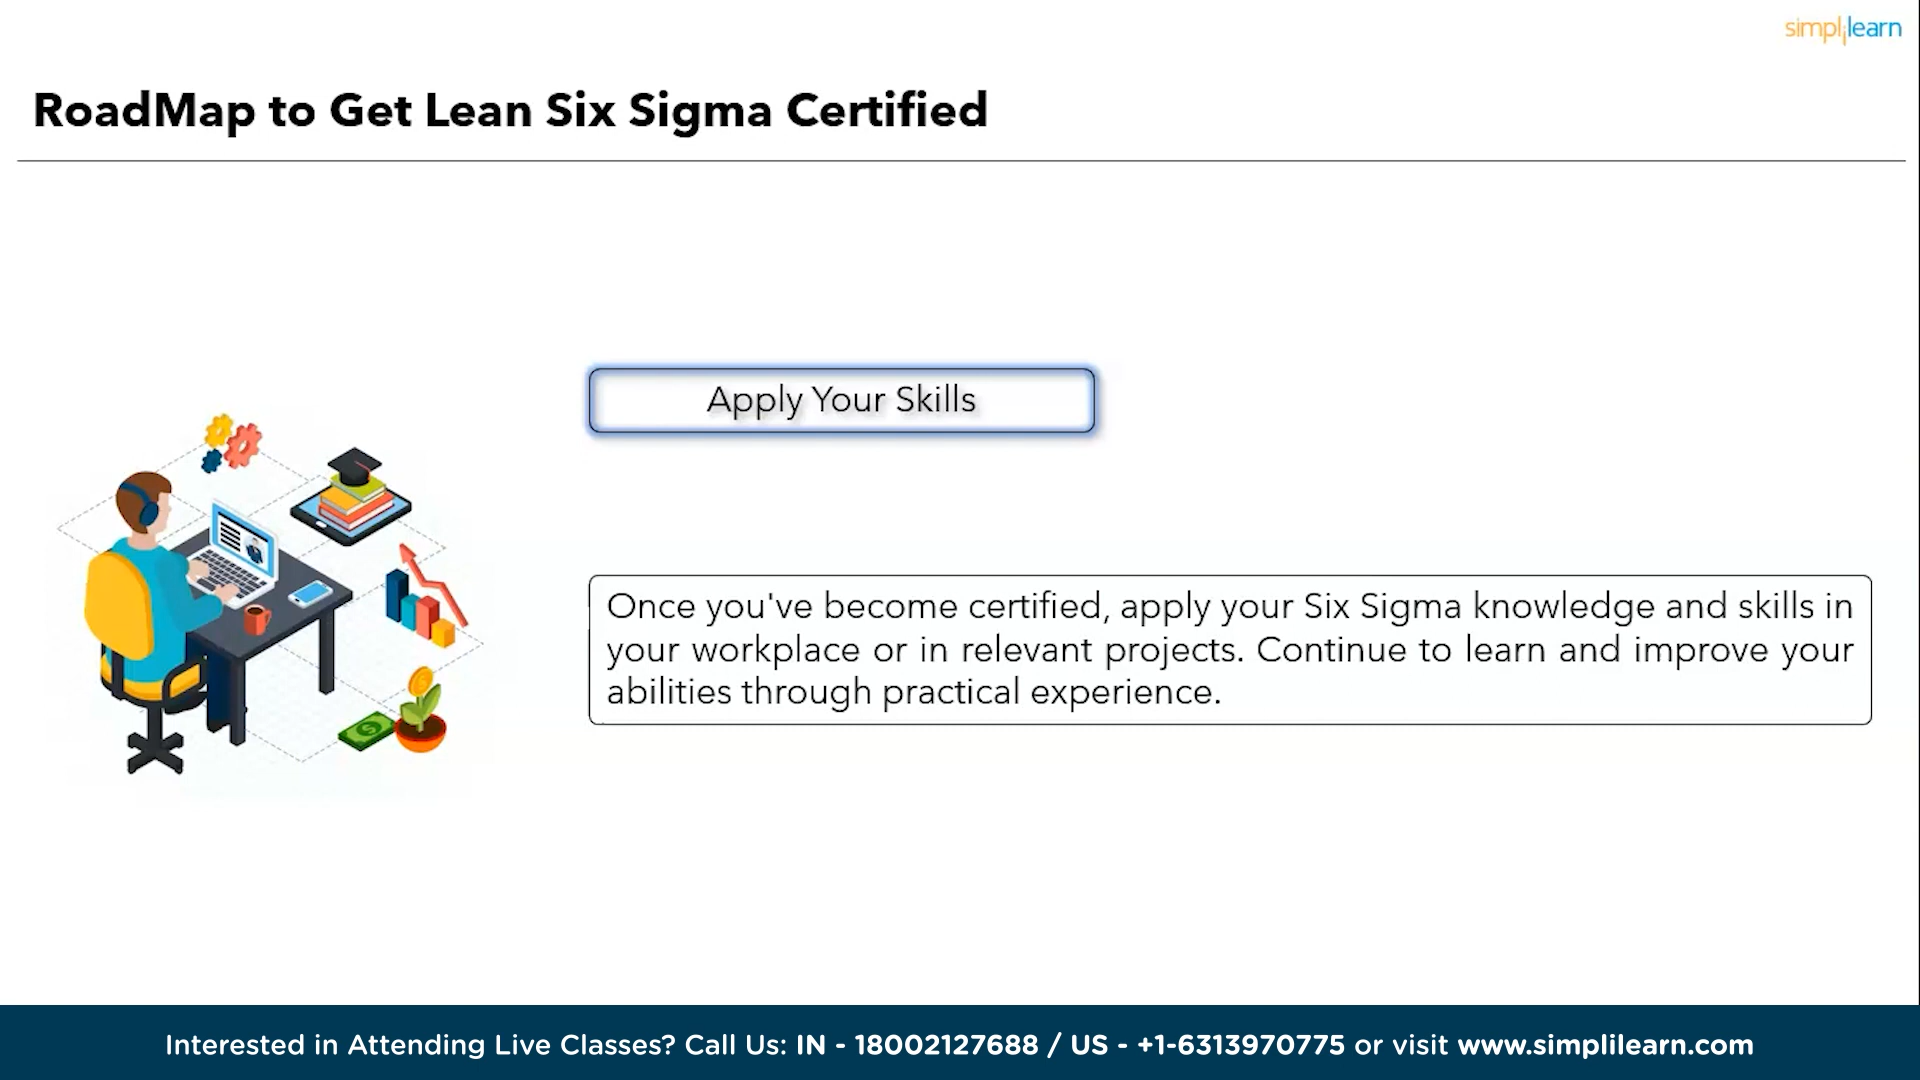 simplilearn
RoadMap to Get Lean Six Sigma Certified
Apply Your Skills
Once you've become certified, apply your Six Sigma knowledge and skills in
your workplace or in relevant projects. Continue to learn and improve your
abilities through practical experience.
Interested in Attending Live Classes? Call Us: IN - 18002127688 / US - +1-6313970775 or visit www.simplilearn.com